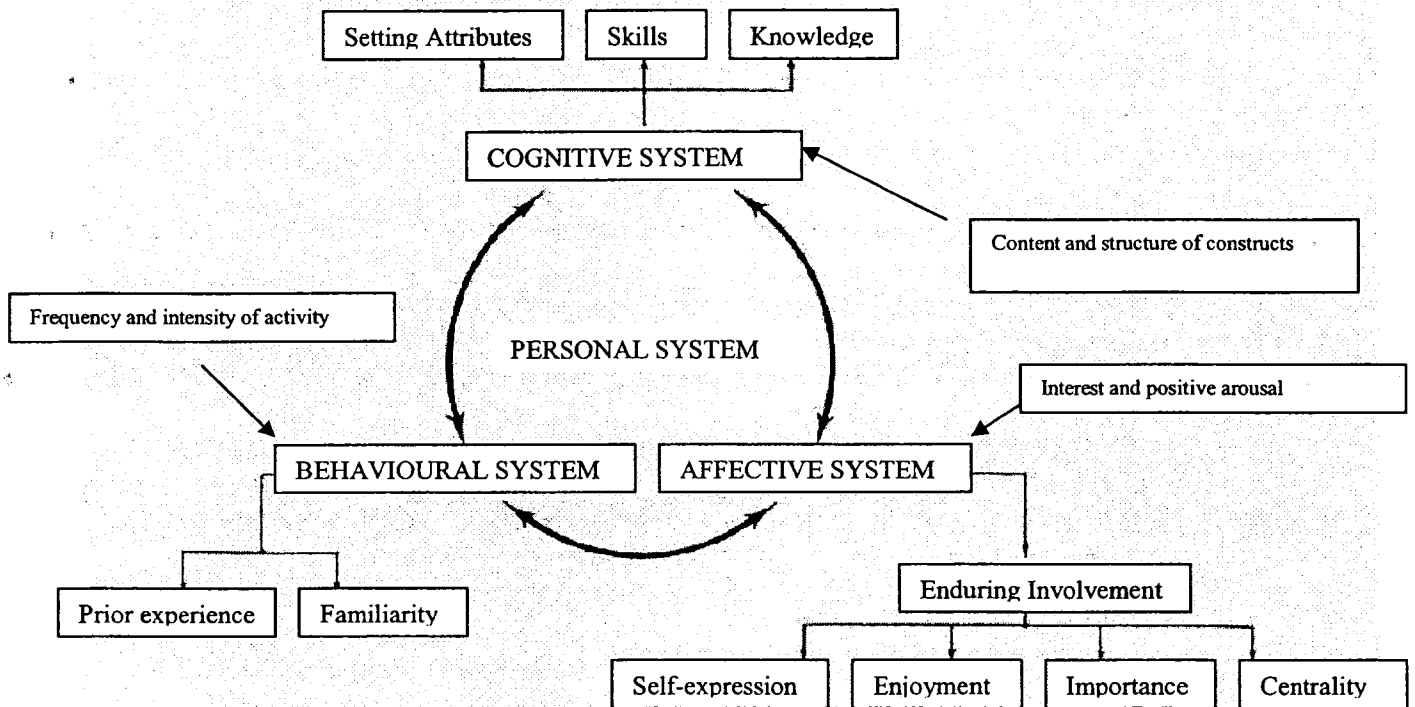 Setting Attributes
Skills
Knowledge
COGNITIVE SYSTEM
Content and structure of constructs
Frequency and intensity of activity
PERSONAL SYSTEM
Interest and positive arousal
BEHAVIOURAL SYSTEM
AFFECTIVE SYSTEM
Enduring Involvement
Prior experience
Familiarity
Self-expression
Enjoyment
Importance
Centrality